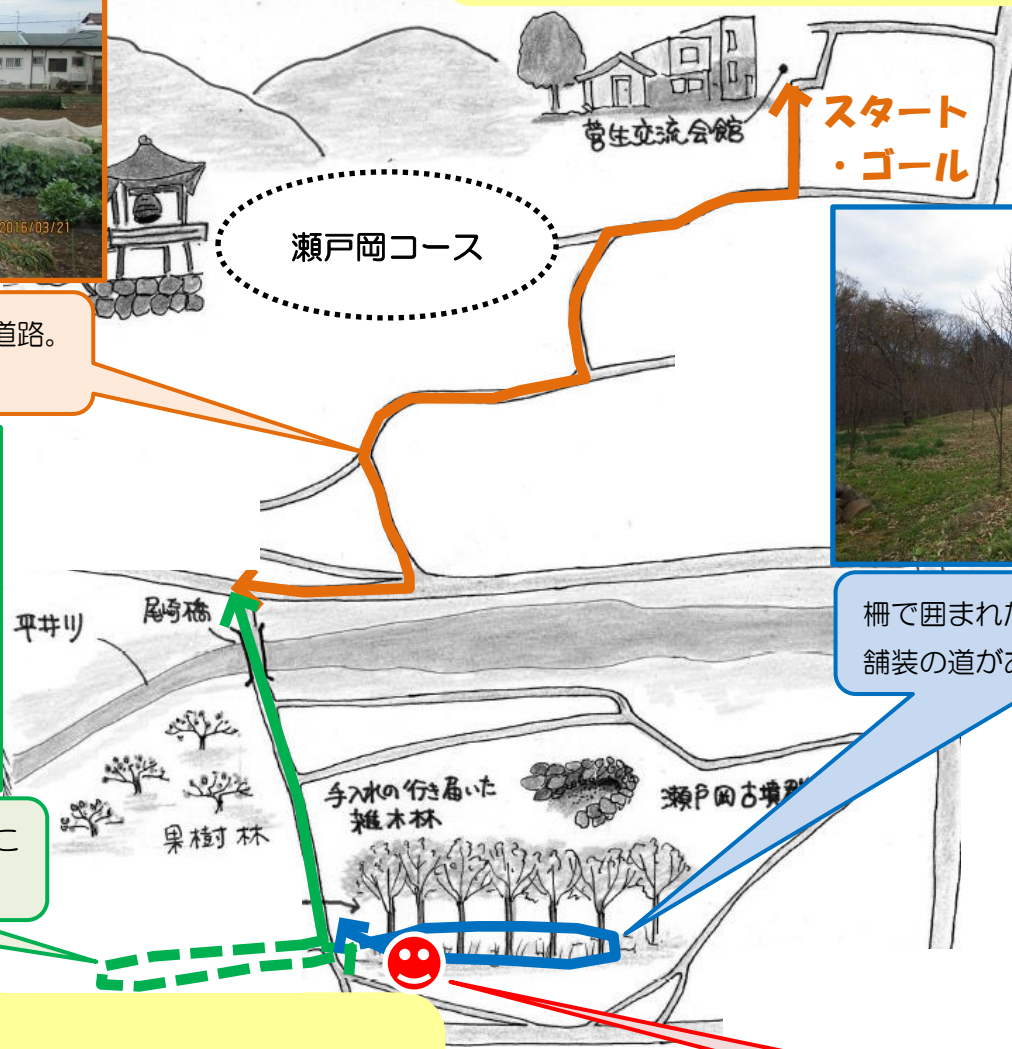 菅生交流会館
スタート
・ゴール
2016/03/21
瀬戸岡コース
道路。
平井川
尾崎橋
柵で囲まれた
舗装の道があ
手入れの行き届いた
雑木林
瀬戸岡古墳群
果樹林
に